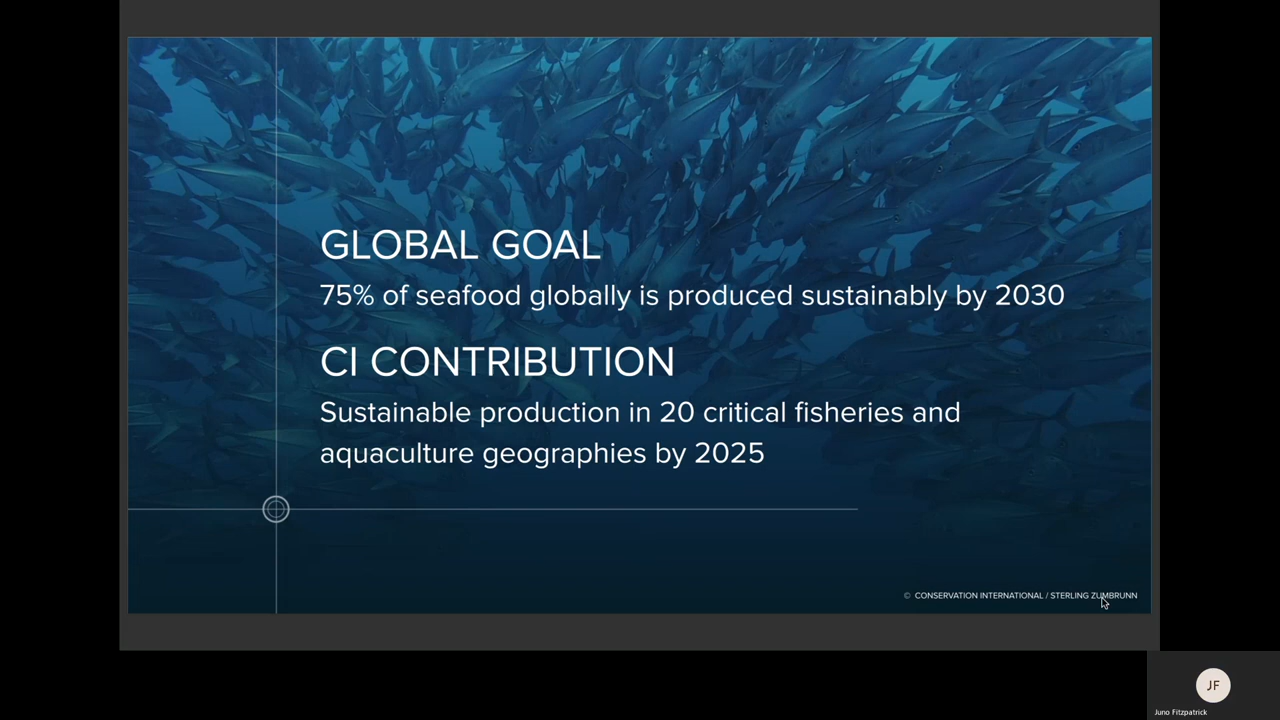 GLOBAL GOAL
75% of seafood globally is produced sustainably by 2030
CI CONTRIBUTION
Sustainable production in 20 critical fisheries and
aquaculture geographies by 2025
© CONSERVATION INTERNATIONAL / STERLING ZUMBRUNN
JF
Juno Fitzpatrick